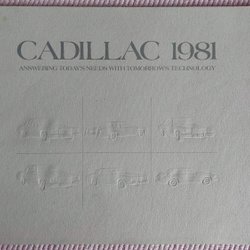 CADILLAC 1981
ANSWERING TODAY'S NEEDS WITH TOMORROW'S TECHNOLOGY